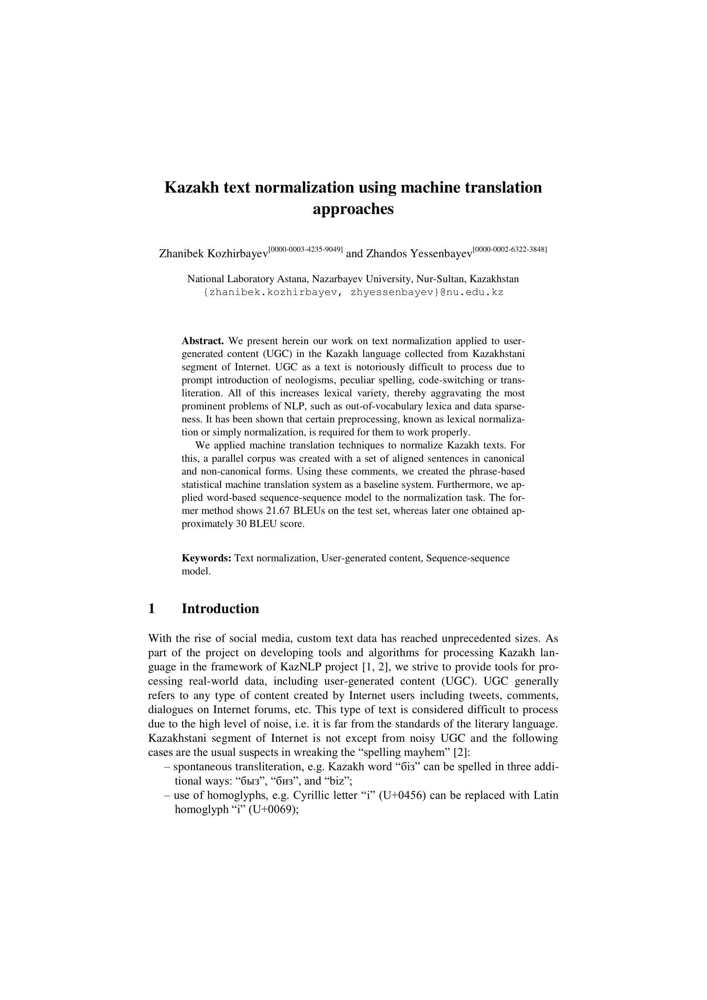 Kazakh text normalization using machine translation
approaches
Zhanibek Kozhirbayev[0000-0003-4235-9049] and Zhandos Yessenbayev[0000-0002-6322-3848]
National Laboratory Astana, Nazarbayev University, Nur-Sultan, Kazakhstan
{zhanibek.kozhirbayev, zhyessenbayev}@nu.edu.kz
Abstract. We present herein our work on text normalization applied to user-
generated content (UGC) in the Kazakh language collected from Kazakhstani
segment of Internet. UGC as a text is notoriously difficult to process due to
prompt introduction of neologisms, peculiar spelling, code-switching or trans-
literation. All of this increases lexical variety, thereby aggravating the most
prominent problems of NLP, such as out-of-vocabulary lexica and data sparse-
ness. It has been shown that certain preprocessing, known as lexical normaliza-
tion or simply normalization, is required for them to work properly.
We applied machine translation techniques to normalize Kazakh texts. For
this, a parallel corpus was created with a set of aligned sentences in canonical
and non-canonical forms. Using these comments, we created the phrase-based
statistical machine translation system as a baseline system. Furthermore, we ap-
plied word-based sequence-sequence model to the normalization task. The for-
mer method shows 21.67 BLEUs on the test set, whereas later one obtained ap-
proximately 30 BLEU score.
Keywords: Text normalization, User-generated content, Sequence-sequence
model.
1 Introduction
With the rise of social media, custom text data has reached unprecedented sizes. As
part of the project on developing tools and algorithms for processing Kazakh lan-
guage in the framework of KazNLP project [1, 2], we strive to provide tools for pro-
cessing real-world data, including user-generated content (UGC). UGC generally
refers to any type of content created by Internet users including tweets, comments,
dialogues on Internet forums, etc. This type of text is considered difficult to process
due to the high level of noise, i.e. it is far from the standards of the literary language.
Kazakhstani segment of Internet is not except from noisy UGC and the following
cases are the usual suspects in wreaking the “spelling mayhem” [2]:
– spontaneous transliteration, e.g. Kazakh word “біз” can be spelled in three addi-
tional ways: “быз”, “биз”, and “biz”;
– use of homoglyphs, e.g. Cyrillic letter “і” (U+0456) can be replaced with Latin
homoglyph “i” (U+0069);